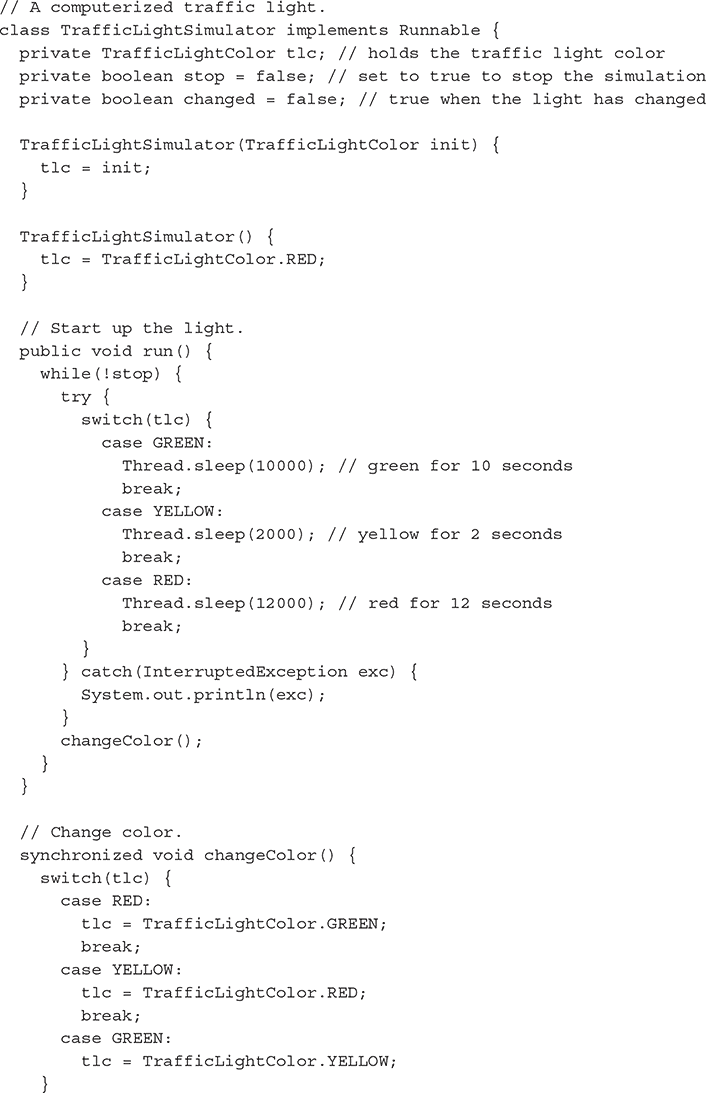 // A computerized traffic light.
class TrafficLightSimulator implements Runnable {
  private TrafficLightColor tlc; // holds the traffic light color
  private boolean stop = false; // set to true to stop the simulation
  private boolean changed = false; // true when the light has changed

  TrafficLightSimulator(TrafficLightColor init) {
    tlc = init;
  }

  TrafficLightSimulator() {
    tlc = TrafficLightColor.RED;
  }

  // Start up the light.
  public void run() {
    while(!stop) {
      try {
        switch(tlc) {
          case GREEN:
            Thread.sleep(10000); // green for 10 seconds
            break;
          case YELLOW:
            Thread.sleep(2000); // yellow for 2 seconds
            break;
          case RED:
            Thread.sleep(12000); // red for 12 seconds
            break;
        }
      } catch(InterruptedException exc) {
        System.out.println(exc);
      }
      changeColor();
    }
  }

  // Change color.
  synchronized void changeColor() {
    switch(tlc) {
      case RED:
        tlc = TrafficLightColor.GREEN;
        break;
      case YELLOW:
        tlc = TrafficLightColor.RED;
        break;
      case GREEN:
        tlc = TrafficLightColor.YELLOW;
    }